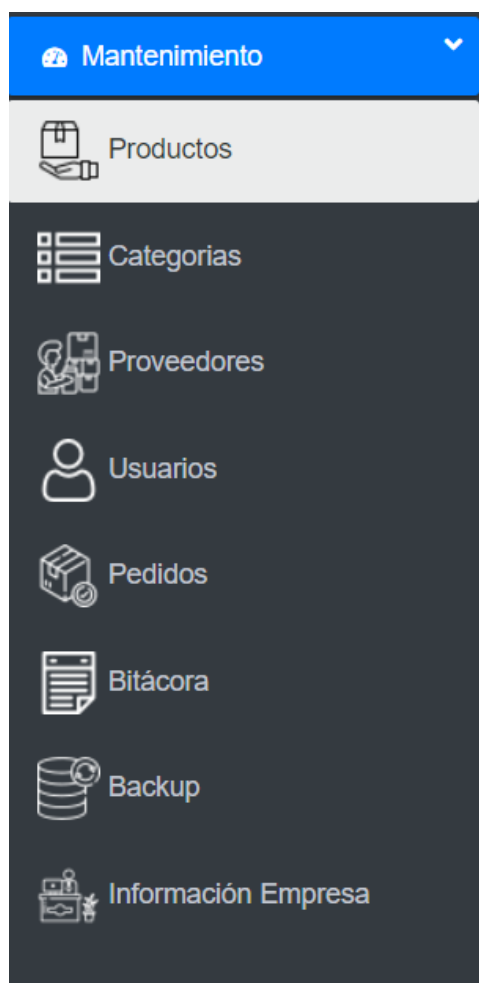 Mantenimiento
Productos
Categorias
Proveedores
Usuarios
Pedidos
Bitácora
Backup
Información Empresa